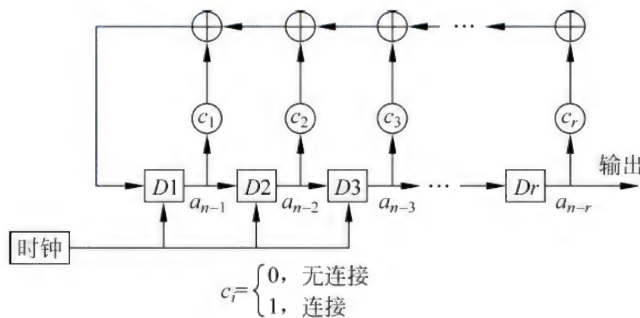 ⋯
c₁ c₂ c₃ cᵣ
输出
D1 D2 D3 ⋯ Dr
aₙ₋₁ aₙ₋₂ aₙ₋₃ aₙ₋ᵣ
时钟
cᵢ= { 0，无连接
1，连接